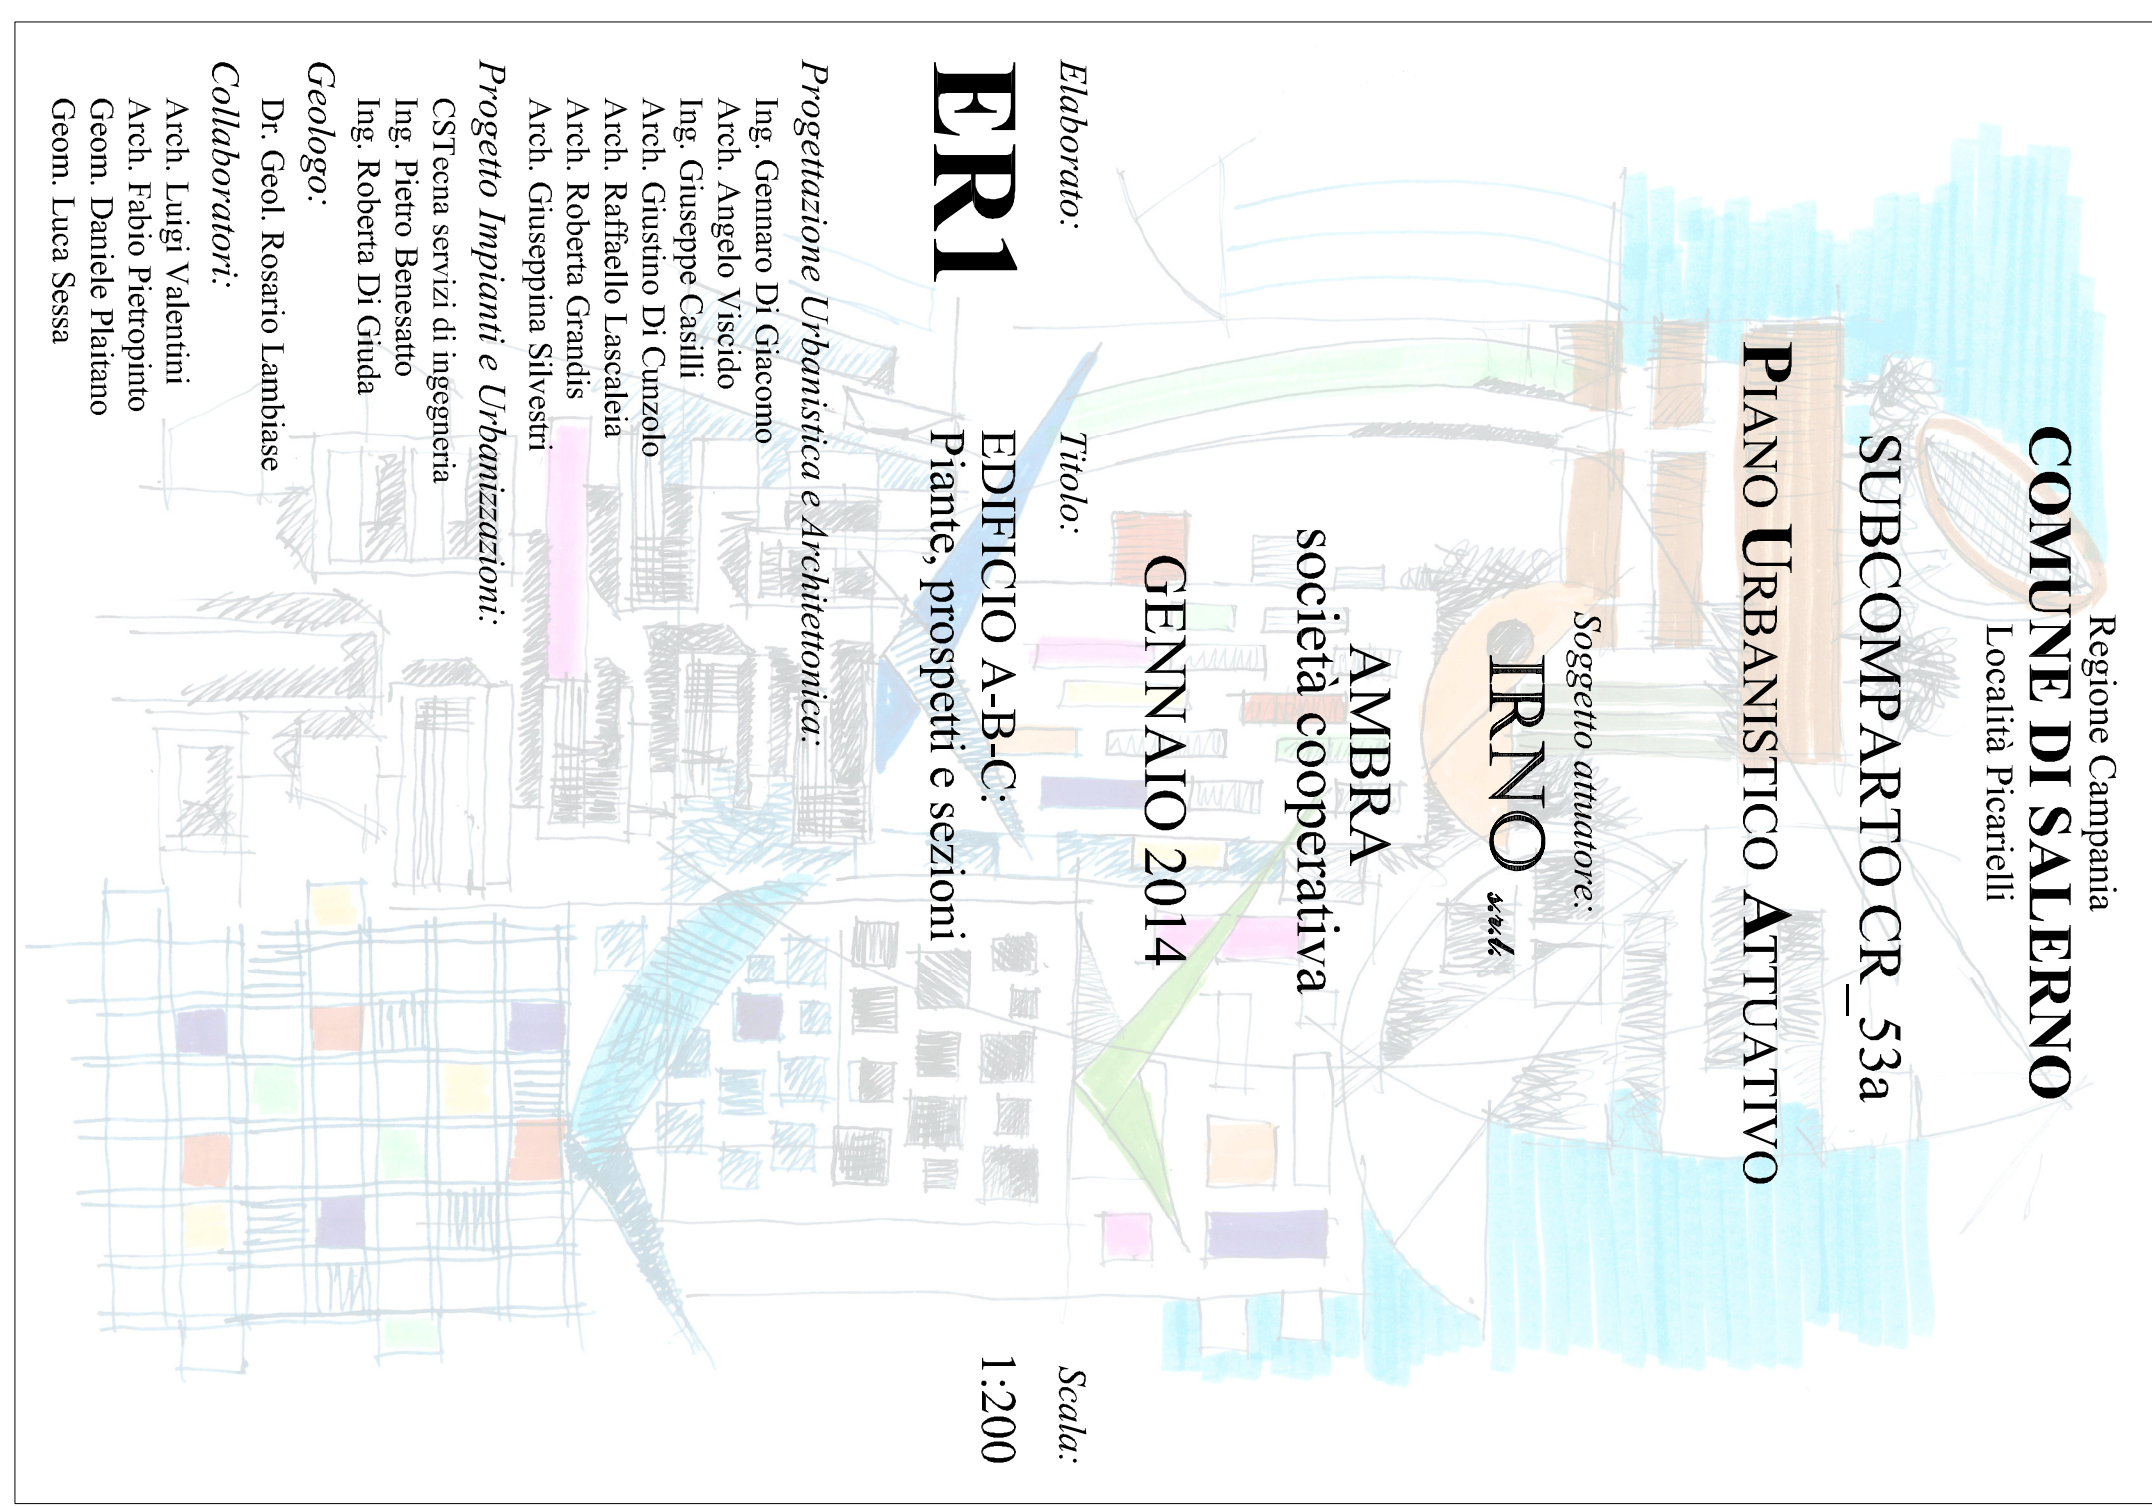 Regione Campania
COMUNE DI SALERNO
Località Picarielli
SUBCOMPARTO CR_53a
PIANO URBANISTICO ATTUATIVO
Soggetto attuatore:
IRNO s.r.l.
AMBRA
società cooperativa
GENNAIO 2014
Elaborato:
ER1
Titolo:
EDIFICIO A-B-C:
Piante, prospetti e sezioni
Scala:
1:200
Progettazione Urbanistica e Architettonica:
Ing. Gennaro Di Giacomo
Arch. Angelo Viscido
Ing. Giuseppe Casilli
Arch. Giustino Di Cunzolo
Arch. Raffaello Lascaleia
Arch. Roberta Grandis
Arch. Giuseppina Silvestri
Progetto Impianti e Urbanizzazioni:
CSTecna servizi di ingegneria
Ing. Pietro Benesatto
Ing. Roberta Di Giuda
Geologo:
Dr. Geol. Rosario Lambiase
Collaboratori:
Arch. Luigi Valentini
Arch. Fabio Pietropinto
Geom. Daniele Plaitano
Geom. Luca Sessa